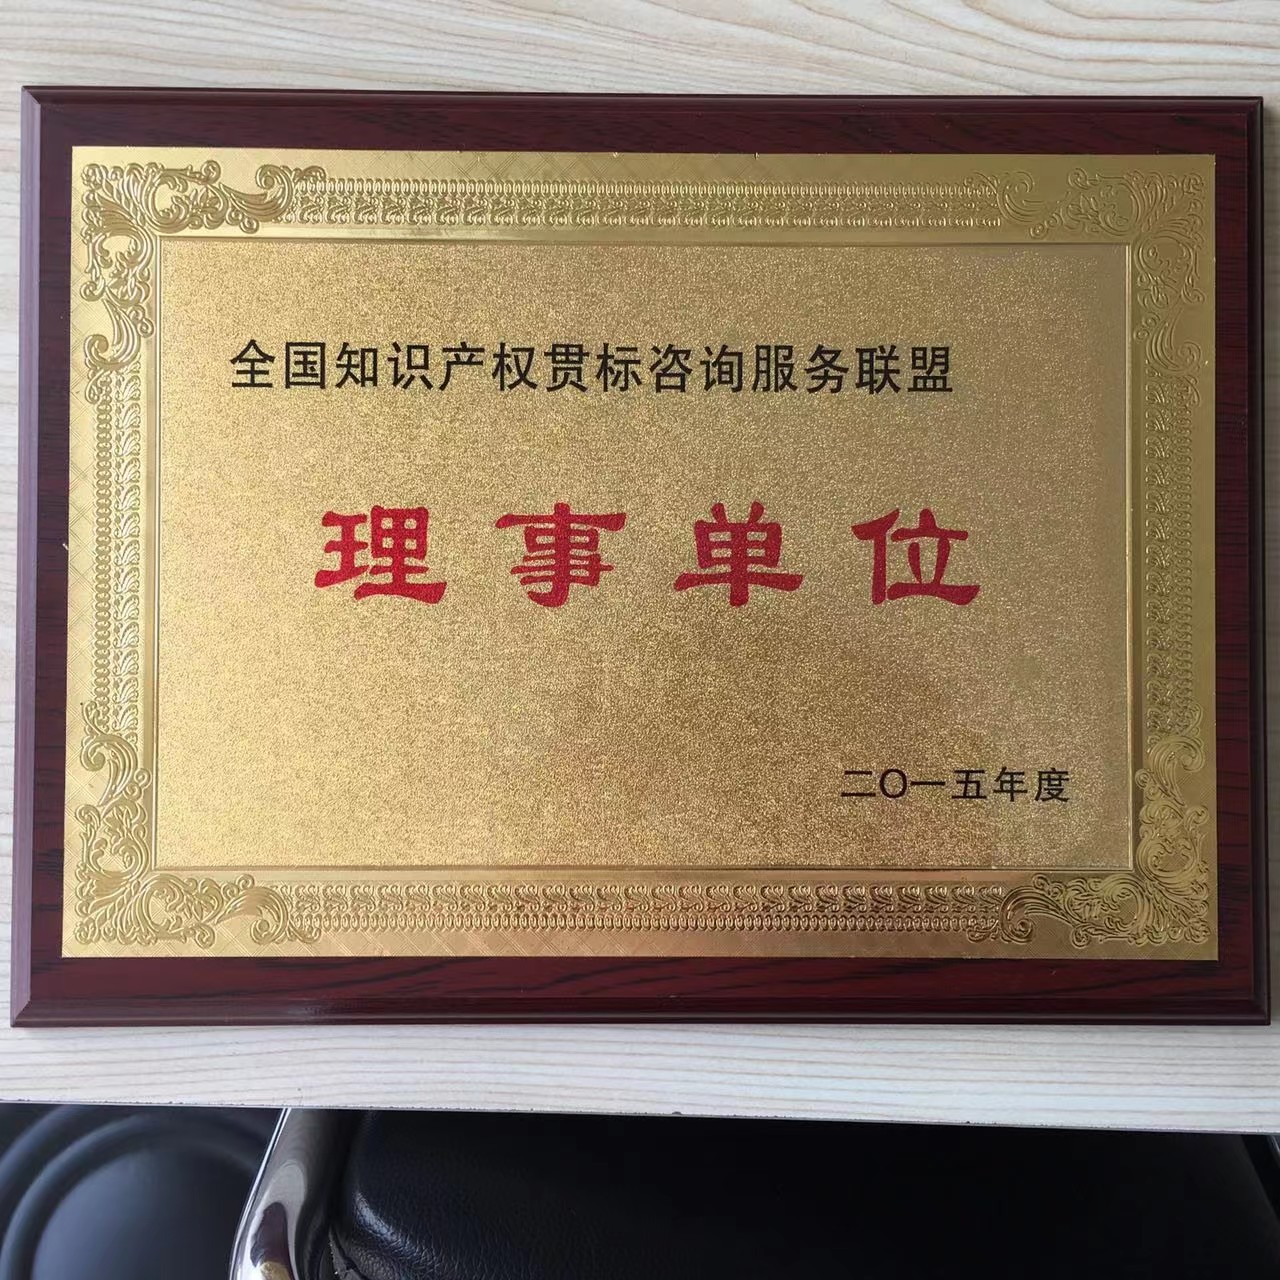 全国知识产权贯标咨询服务联盟
理事单位
二〇一五年度